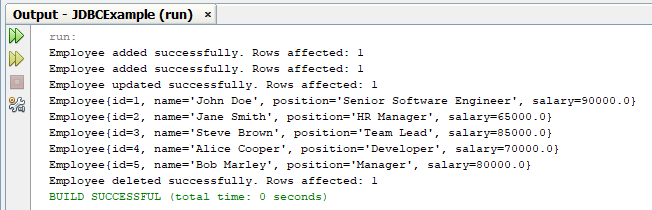 Output - JDBCExample (run) ×
run:
Employee added successfully. Rows affected: 1
Employee added successfully. Rows affected: 1
Employee updated successfully. Rows affected: 1
Employee{id=1, name='John Doe', position='Senior Software Engineer', salary=90000.0}
Employee{id=2, name='Jane Smith', position='HR Manager', salary=65000.0}
Employee{id=3, name='Steve Brown', position='Team Lead', salary=85000.0}
Employee{id=4, name='Alice Cooper', position='Developer', salary=70000.0}
Employee{id=5, name='Bob Marley', position='Manager', salary=80000.0}
Employee deleted successfully. Rows affected: 1
BUILD SUCCESSFUL (total time: 0 seconds)